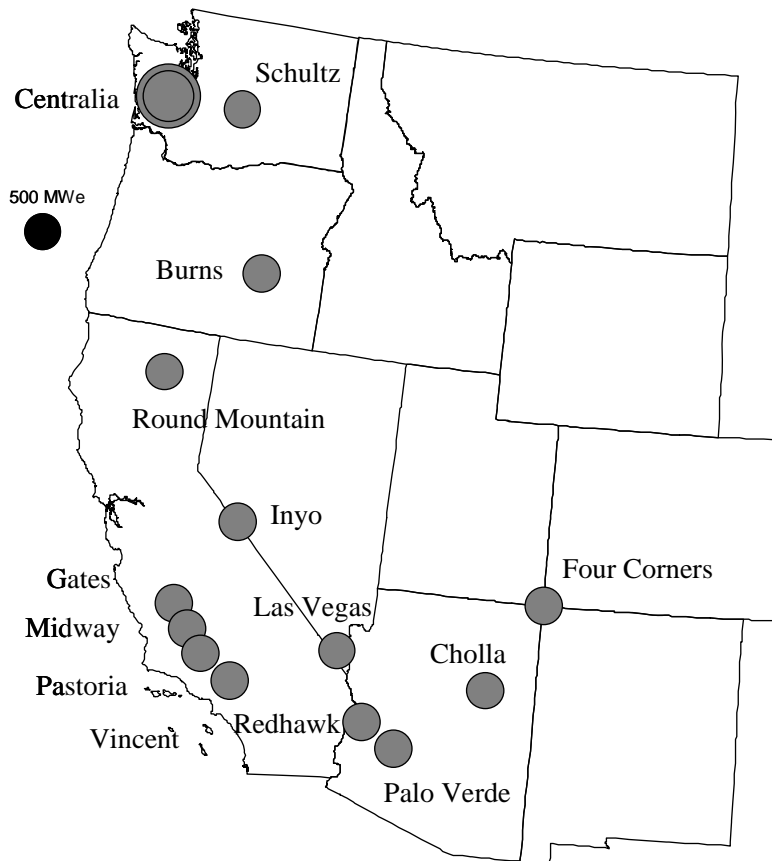 Schultz
Centralia
500 MWe
Burns
Round Mountain
Inyo
Four Corners
Gates
Las Vegas
Midway
Cholla
Pastoria
Redhawk
Vincent
Palo Verde